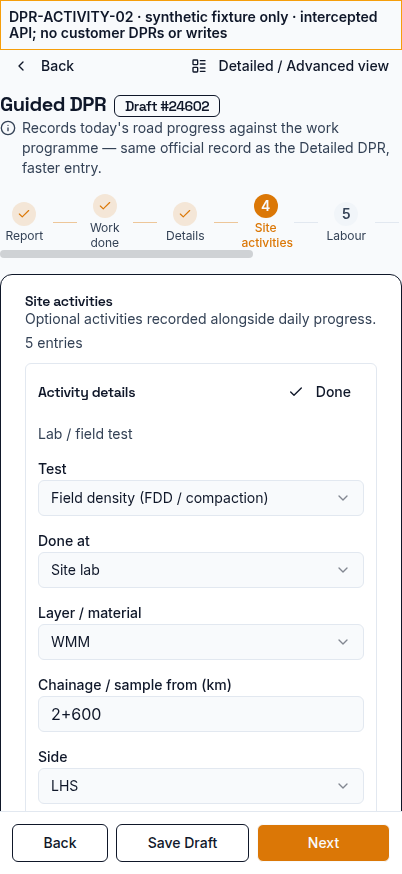 DPR-ACTIVITY-02 · synthetic fixture only · intercepted
API; no customer DPRs or writes
Back
Detailed / Advanced view
Guided DPR
Draft #24602
Records today's road progress against the work
programme — same official record as the Detailed DPR,
faster entry.
Report
Work
done
Details
4
Site
activities
5
Labour
Site activities
Optional activities recorded alongside daily progress.
5 entries
Activity details
Done
Lab / field test
Test
Field density (FDD / compaction)
Done at
Site lab
Layer / material
WMM
Chainage / sample from (km)
2+600
Side
LHS
Back
Save Draft
Next